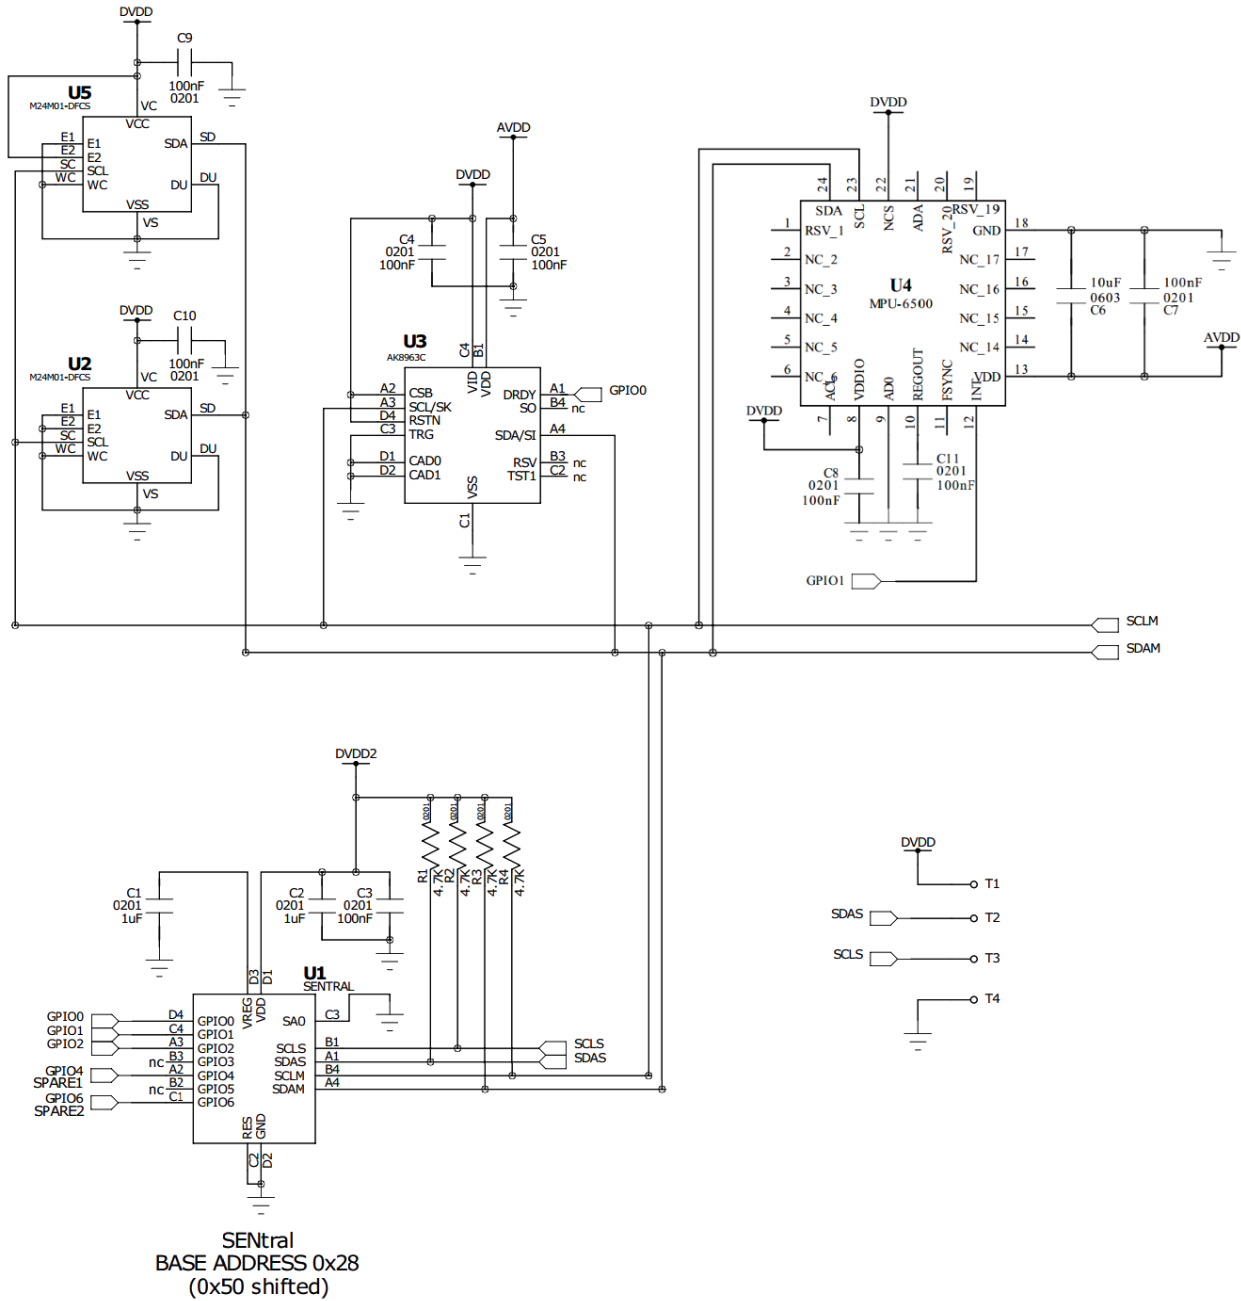 DVDD
C9
100nF
0201
U5
M24M01-DFCS
VC
VCC
E1 E1 SDA SD
E2 E2
SC SCL
WC WC DU DU
VSS
VS
DVDD
C10
100nF
0201
U2
M24M01-DFCS
VC
VCC
E1 E1 SDA SD
E2 E2
SC SCL
WC WC DU DU
VSS
VS
AVDD
DVDD
C4
0201
100nF
C5
0201
100nF
U3
AK8963C
C4 B1
VID VDD
A2 CSB DRDY A1 GPIO0
A3 SCL/SK SO B4 nc
D4 RSTN
C3 TRG SDA/SI A4
D1 CAD0 RSV B3 nc
D2 CAD1 TST1 C2 nc
VSS
C1
DVDD
24 23 22 21 20 19
SDA SCL NCS ADA RSV_20 RSV_19
1 RSV_1 GND 18
2 NC_2 NC_17 17
3 NC_3 NC_16 16
4 NC_4 NC_15 15
5 NC_5 NC_14 14
6 NC_6 VDD 13
U4
MPU-6500
ACL VDDIO AD0 REGOUT FSYNC INT
7 8 9 10 11 12
10uF
0603
C6
100nF
0201
C7
AVDD
DVDD
C8
0201
100nF
C11
0201
100nF
GPIO1
SCLM
SDAM
DVDD2
0201 0201 0201 0201
R1 4.7K R2 4.7K R3 4.7K R4 4.7K
C1
0201
1uF
C2
0201
1uF
C3
0201
100nF
U1
SENTRAL
D3 D1
VREG VDD
GPIO0 D4 GPIO0 SA0 C3
GPIO1 C4 GPIO1
GPIO2 A3 GPIO2 SCLS B1 SCLS
nc B3 GPIO3 SDAS A1 SDAS
GPIO4 A2 GPIO4 SCLM B4
SPARE1
nc B2 GPIO5 SDAM A4
GPIO6 C1 GPIO6
SPARE2
RES GND
C2 D2
DVDD
T1
SDAS T2
SCLS T3
T4
SENtral
BASE ADDRESS 0x28
(0x50 shifted)